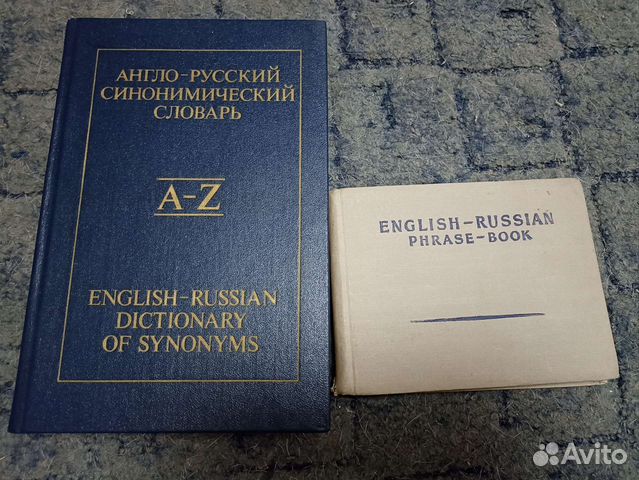 АНГЛО-РУССКИЙ
СИНОНИМИЧЕСКИЙ
СЛОВАРЬ
A-Z
ENGLISH-RUSSIAN
DICTIONARY
OF SYNONYMS
ENGLISH-RUSSIAN
PHRASE-BOOK
Avito